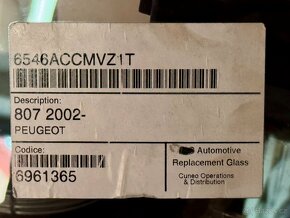 6546ACCMVZ1T
Description:
807 2002-
PEUGEOT
Codice:
6961365
Automotive
Replacement Glass
Cuneo Operations
& Distribution